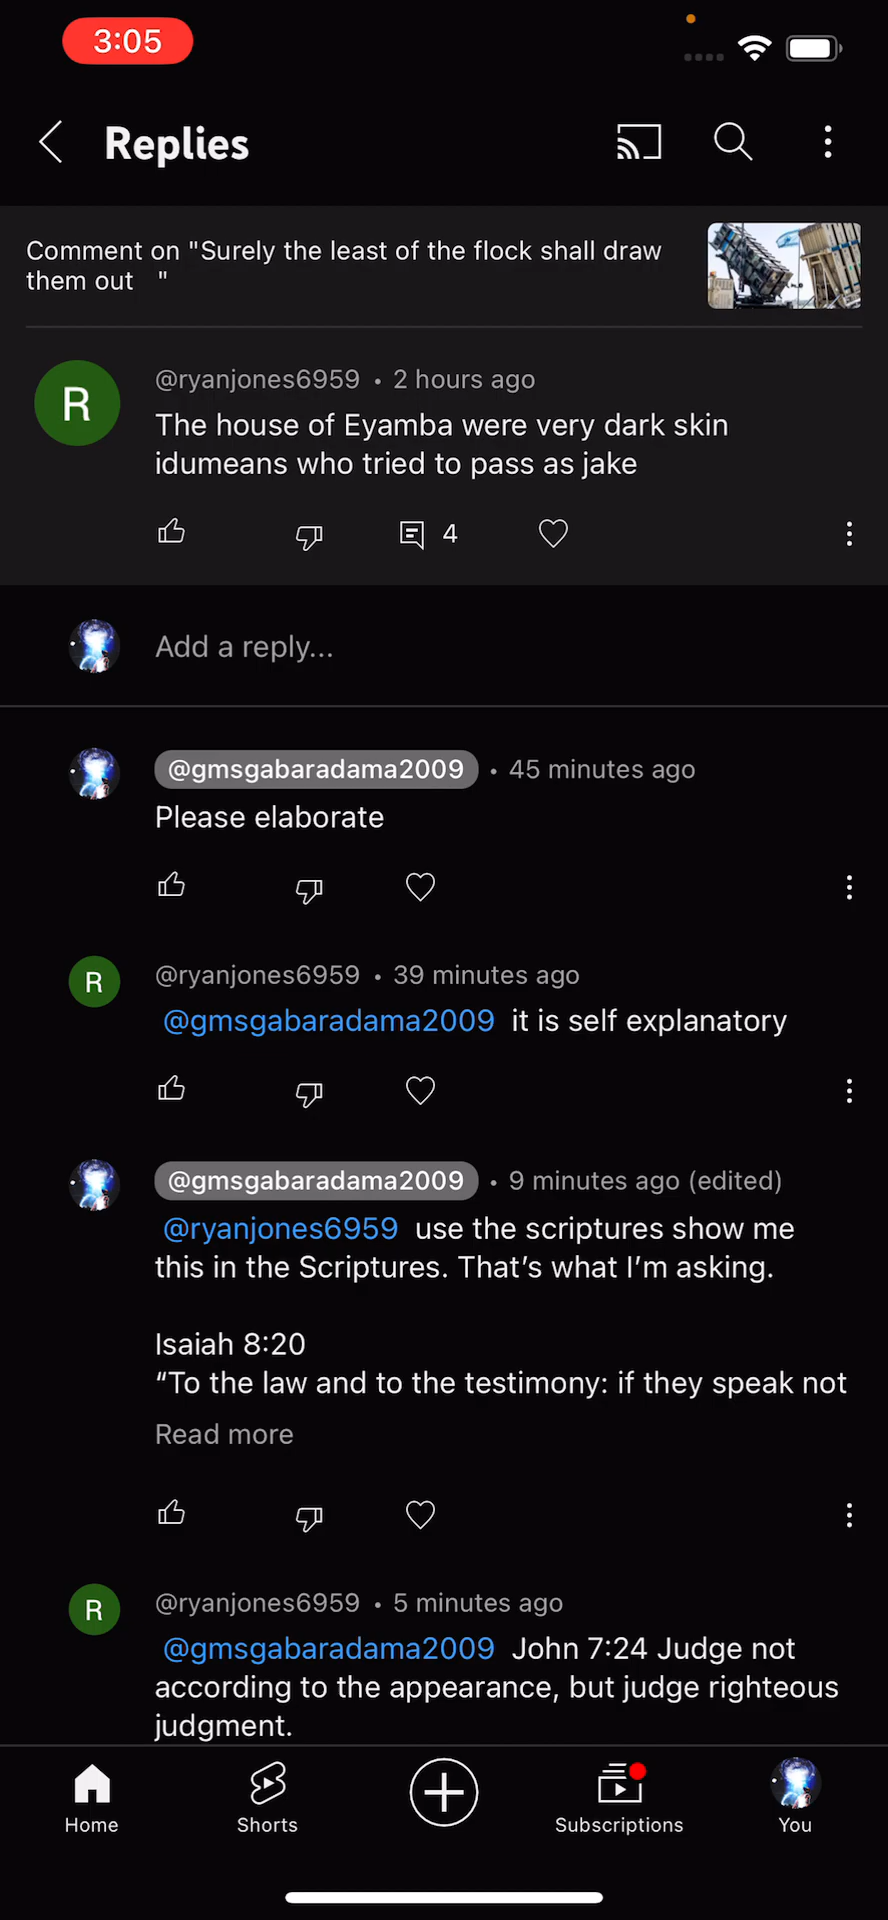 3:05
Replies
Comment on "Surely the least of the flock shall draw
them out "
R
@ryanjones6959 • 2 hours ago
The house of Eyamba were very dark skin
idumeans who tried to pass as jake
4
Add a reply...
@gmsgabaradama2009 • 45 minutes ago
Please elaborate
R
@ryanjones6959 • 39 minutes ago
@gmsgabaradama2009 it is self explanatory
@gmsgabaradama2009 • 9 minutes ago (edited)
@ryanjones6959 use the scriptures show me
this in the Scriptures. That’s what I’m asking.
Isaiah 8:20
“To the law and to the testimony: if they speak not
Read more
R
@ryanjones6959 • 5 minutes ago
@gmsgabaradama2009 John 7:24 Judge not
according to the appearance, but judge righteous
judgment.
Home
Shorts
Subscriptions
You